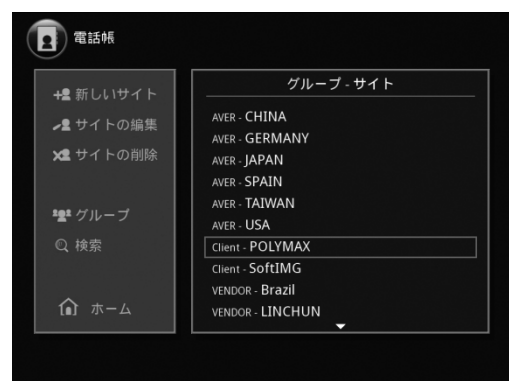 電話帳
新しいサイト
サイトの編集
サイトの削除
グループ
検索
ホーム
グループ - サイト
AVER - CHINA
AVER - GERMANY
AVER - JAPAN
AVER - SPAIN
AVER - TAIWAN
AVER - USA
Client - POLYMAX
Client - SoftIMG
VENDOR - Brazil
VENDOR - LINCHUN